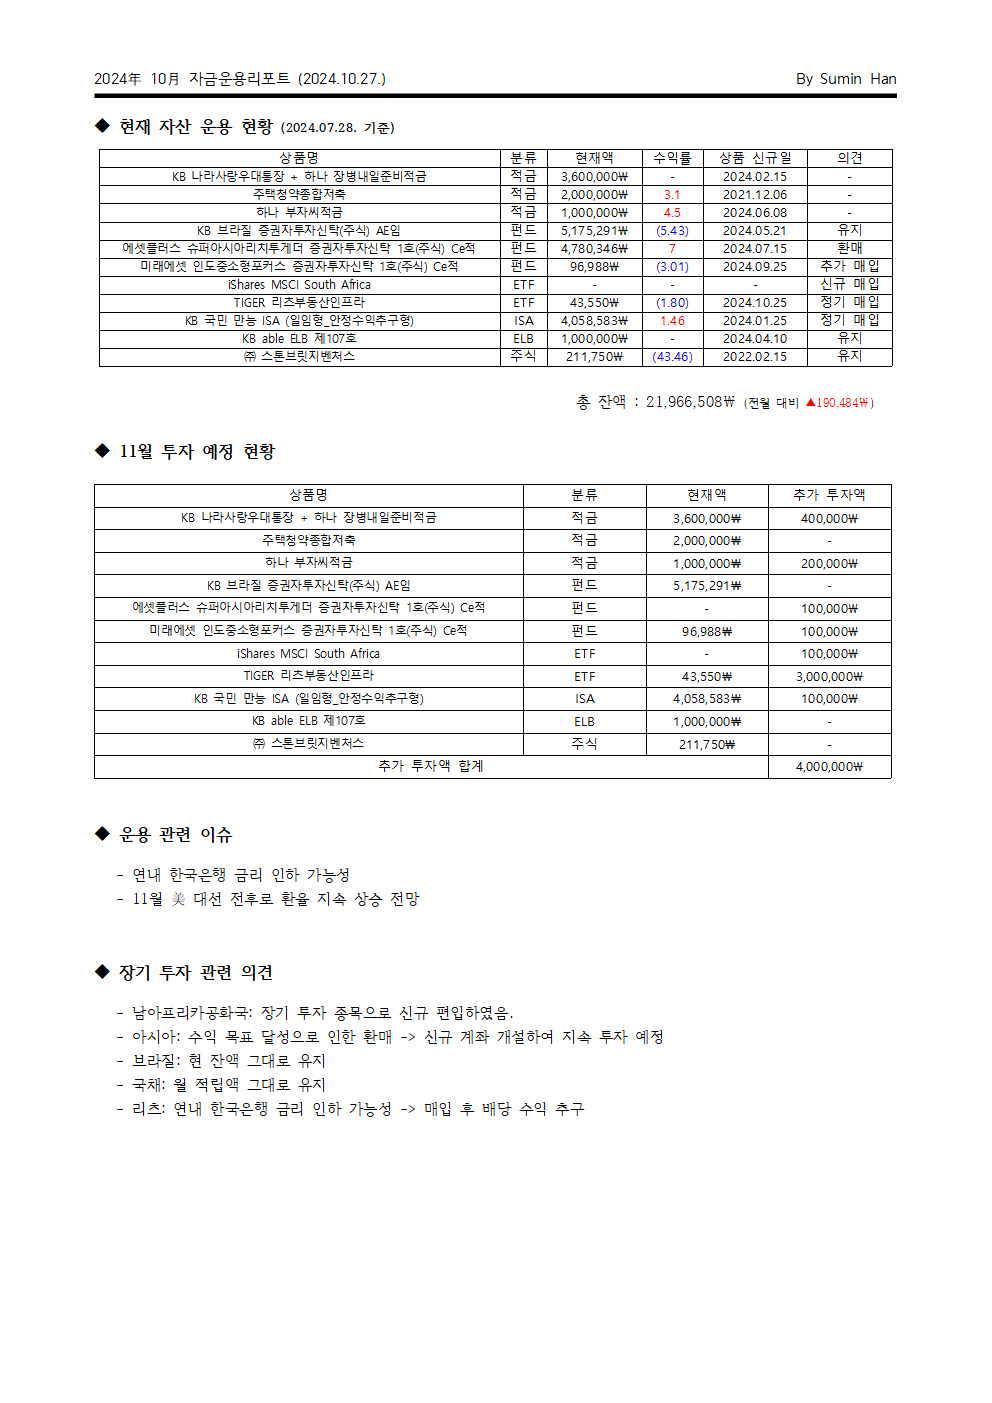 2024年 10月 자금운용리포트 (2024.10.27.) By Sumin Han
◆ 현재 자산 운용 현황 (2024.07.28. 기준)
상품명 분류 현재액 수익률 상품 신규일 의견
KB 나라사랑우대통장 + 하나 장병내일준비적금 적금 3,600,000₩ - 2024.02.15 -
주택청약종합저축 적금 2,000,000₩ 3.1 2021.12.06 -
하나 부자씨적금 적금 1,000,000₩ 4.5 2024.06.08 -
KB 브라질 증권자투자신탁(주식) AE임 펀드 5,175,291₩ (5.43) 2024.05.21 유지
에셋플러스 슈퍼아시아리치투게더 증권자투자신탁 1호(주식) Ce적 펀드 4,780,346₩ 7 2024.07.15 환매
미래에셋 인도중소형포커스 증권자투자신탁 1호(주식) Ce적 펀드 96,988₩ (3.01) 2024.09.25 추가 매입
iShares MSCI South Africa ETF - - - 신규 매입
TIGER 리츠부동산인프라 ETF 43,550₩ (1.80) 2024.10.25 정기 매입
KB 국민 만능 ISA (일임형_안정수익추구형) ISA 4,058,583₩ 1.46 2024.01.25 정기 매입
KB able ELB 제107호 ELB 1,000,000₩ - 2024.04.10 유지
㈜ 스톤브릿지벤처스 주식 211,750₩ (43.46) 2022.02.15 유지
총 잔액 : 21,966,508₩ (전월 대비 ▲190,484₩)
◆ 11월 투자 예정 현황
상품명 분류 현재액 추가 투자액
KB 나라사랑우대통장 + 하나 장병내일준비적금 적금 3,600,000₩ 400,000₩
주택청약종합저축 적금 2,000,000₩ -
하나 부자씨적금 적금 1,000,000₩ 200,000₩
KB 브라질 증권자투자신탁(주식) AE임 펀드 5,175,291₩ -
에셋플러스 슈퍼아시아리치투게더 증권자투자신탁 1호(주식) Ce적 펀드 - 100,000₩
미래에셋 인도중소형포커스 증권자투자신탁 1호(주식) Ce적 펀드 96,988₩ 100,000₩
iShares MSCI South Africa ETF - 100,000₩
TIGER 리츠부동산인프라 ETF 43,550₩ 3,000,000₩
KB 국민 만능 ISA (일임형_안정수익추구형) ISA 4,058,583₩ 100,000₩
KB able ELB 제107호 ELB 1,000,000₩ -
㈜ 스톤브릿지벤처스 주식 211,750₩ -
추가 투자액 합계 4,000,000₩
◆ 운용 관련 이슈
- 연내 한국은행 금리 인하 가능성
- 11월 美 대선 전후로 환율 지속 상승 전망
◆ 장기 투자 관련 의견
- 남아프리카공화국: 장기 투자 종목으로 신규 편입하였음.
- 아시아: 수익 목표 달성으로 인한 환매 -> 신규 계좌 개설하여 지속 투자 예정
- 브라질: 현 잔액 그대로 유지
- 국채: 월 적립액 그대로 유지
- 리츠: 연내 한국은행 금리 인하 가능성 -> 매입 후 배당 수익 추구